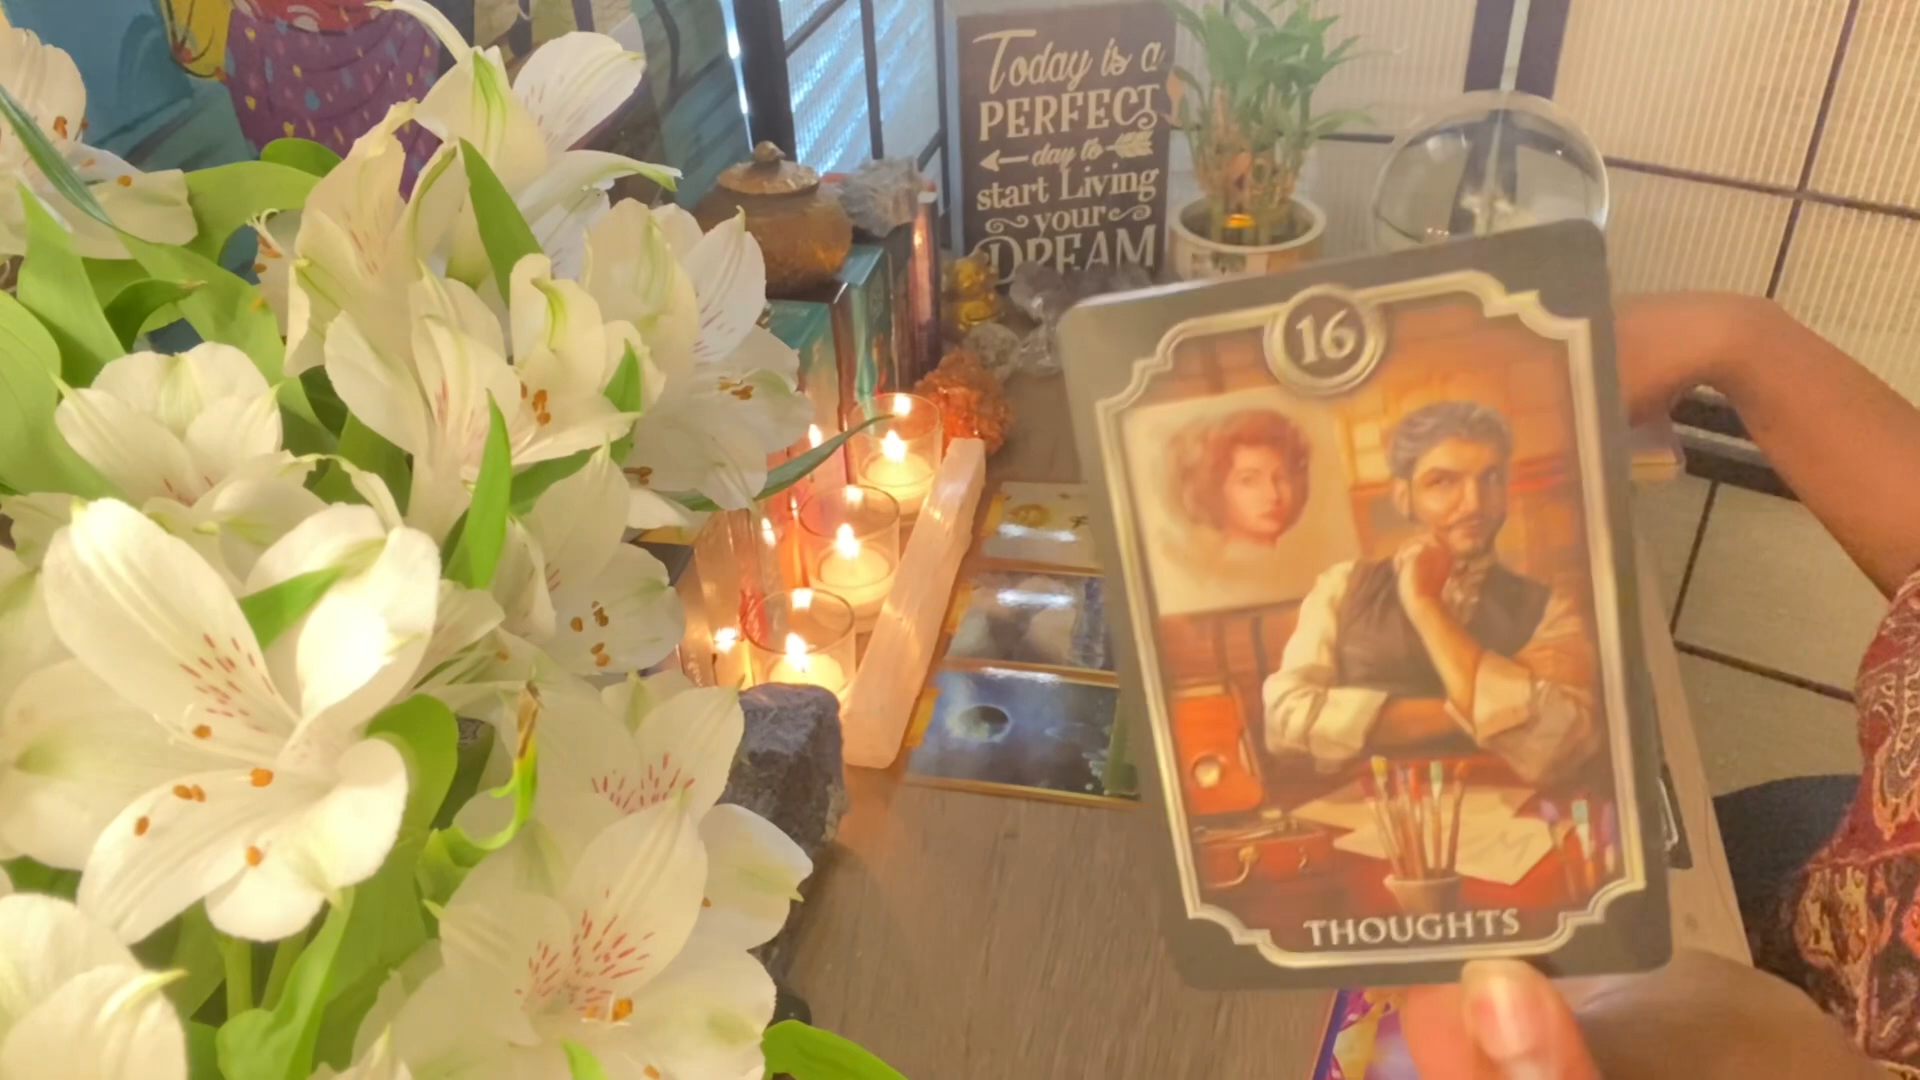 Today is a
PERFECT
day to
start Living
your
DREAM
16
THOUGHTS